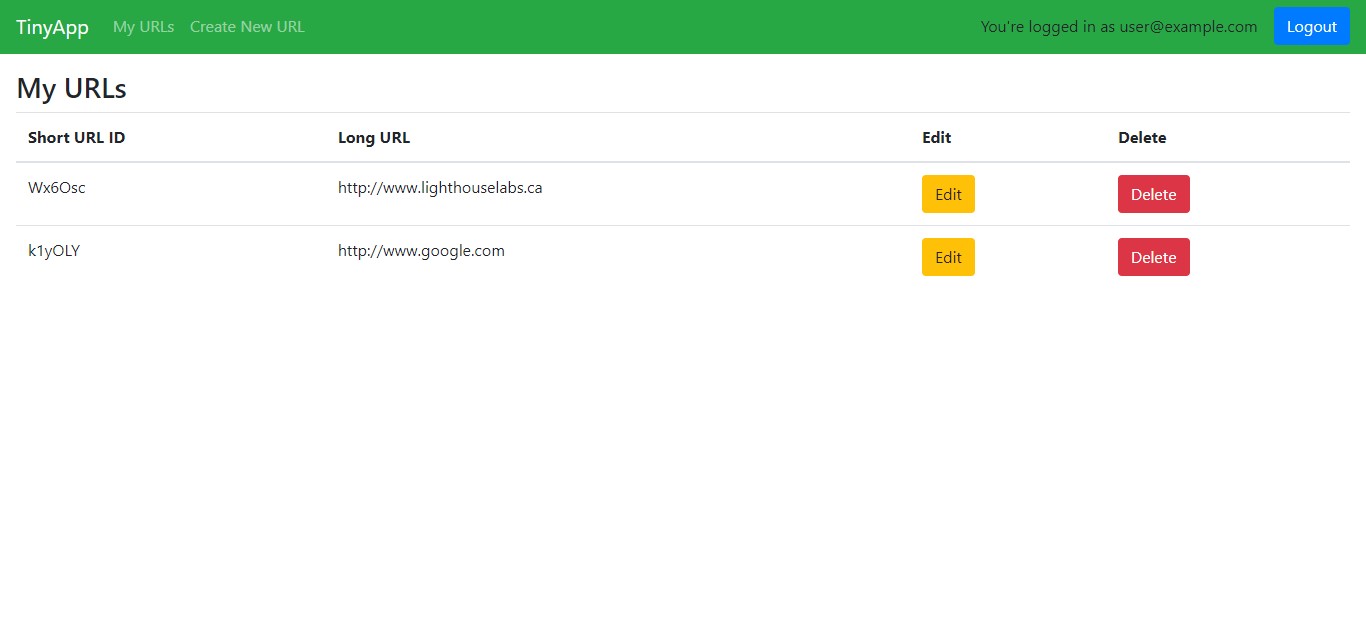 TinyApp My URLs Create New URL You're logged in as user@example.com Logout
My URLs
Short URL ID Long URL Edit Delete
Wx6Osc http://www.lighthouselabs.ca Edit Delete
k1yOLY http://www.google.com Edit Delete